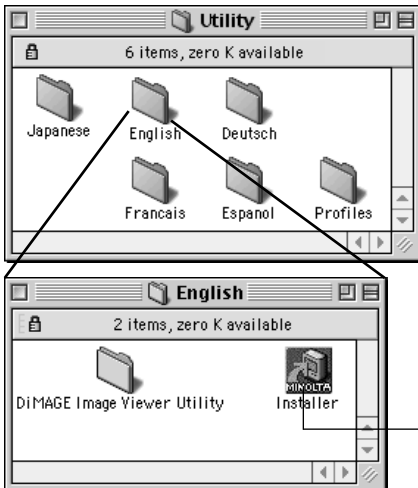 Utility
6 items, zero K available
Japanese English Deutsch
Francais Espanol Profiles
English
2 items, zero K available
MINOLTA
DiMAGE Image Viewer Utility Installer